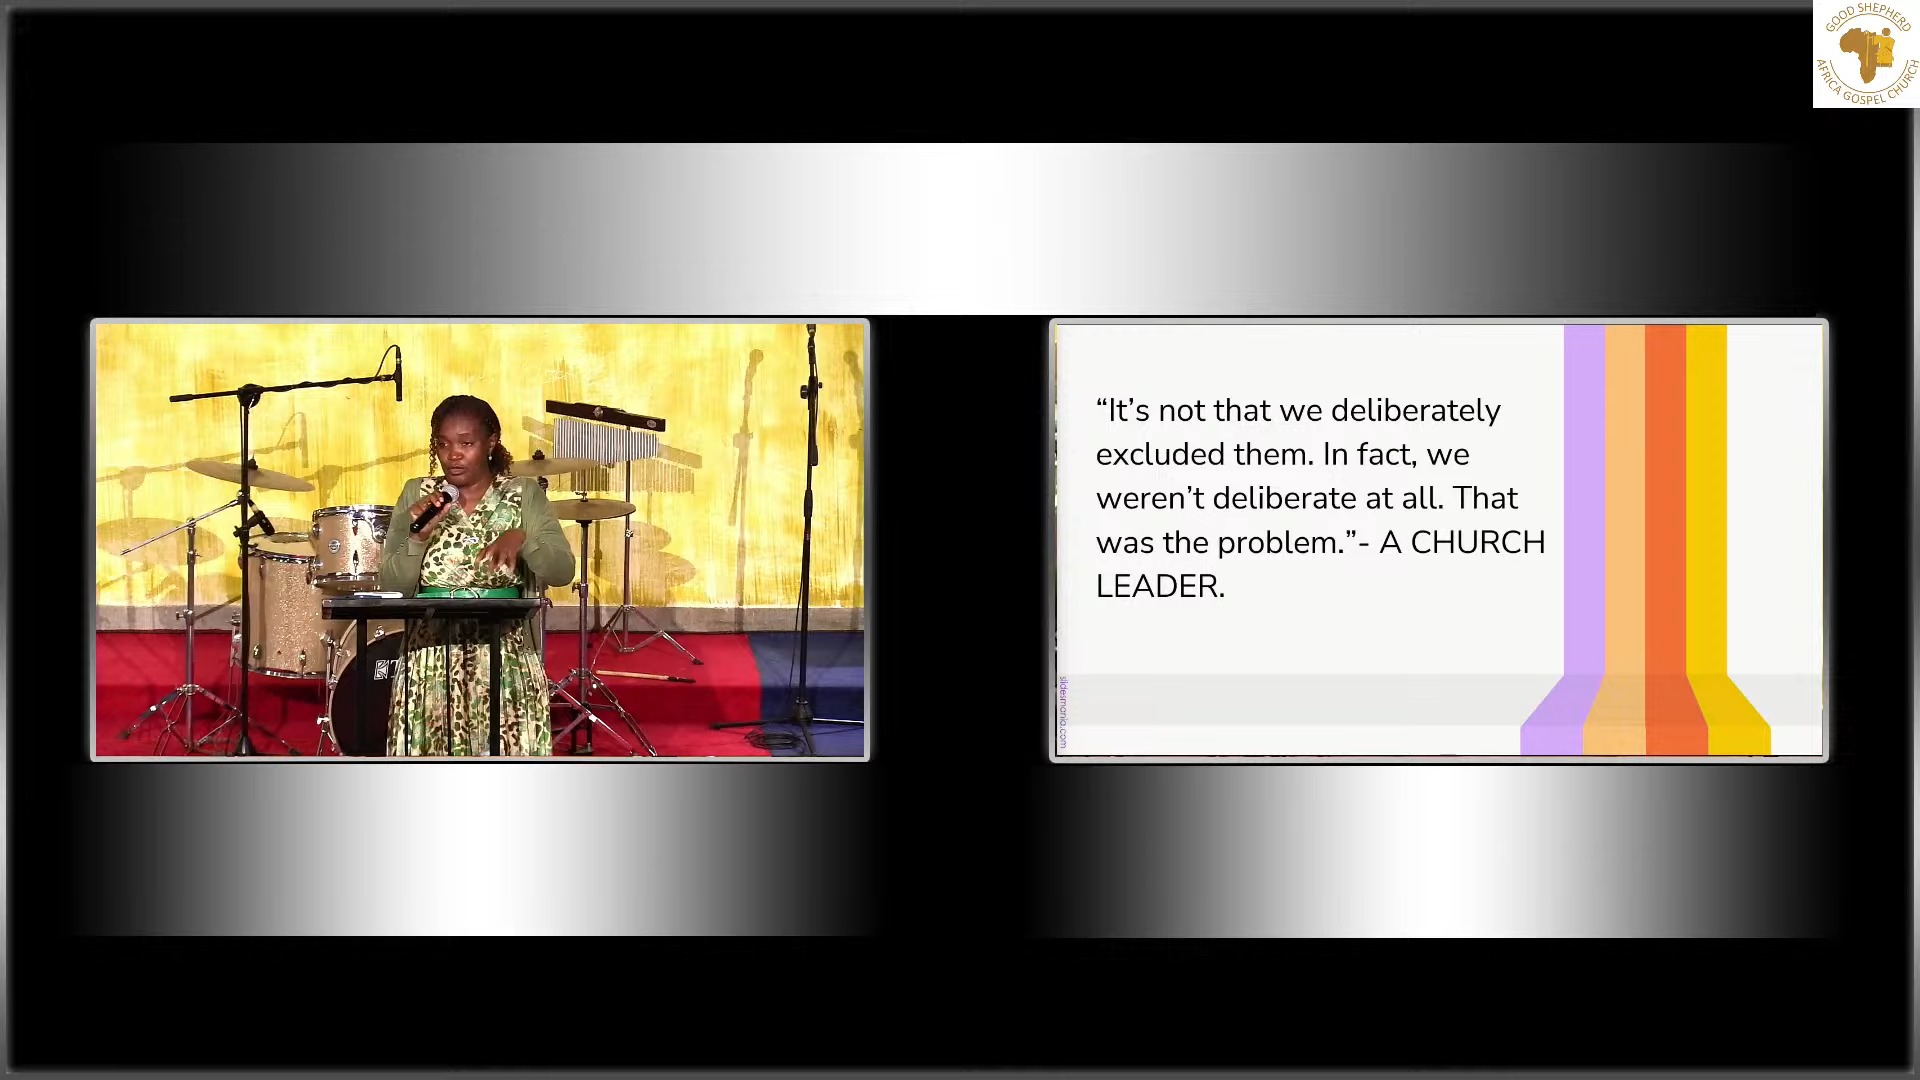 GOOD SHEPHERD
AFRICA GOSPEL CHURCH
“It’s not that we deliberately
excluded them. In fact, we
weren’t deliberate at all. That
was the problem.”- A CHURCH
LEADER.
slidesmania.com